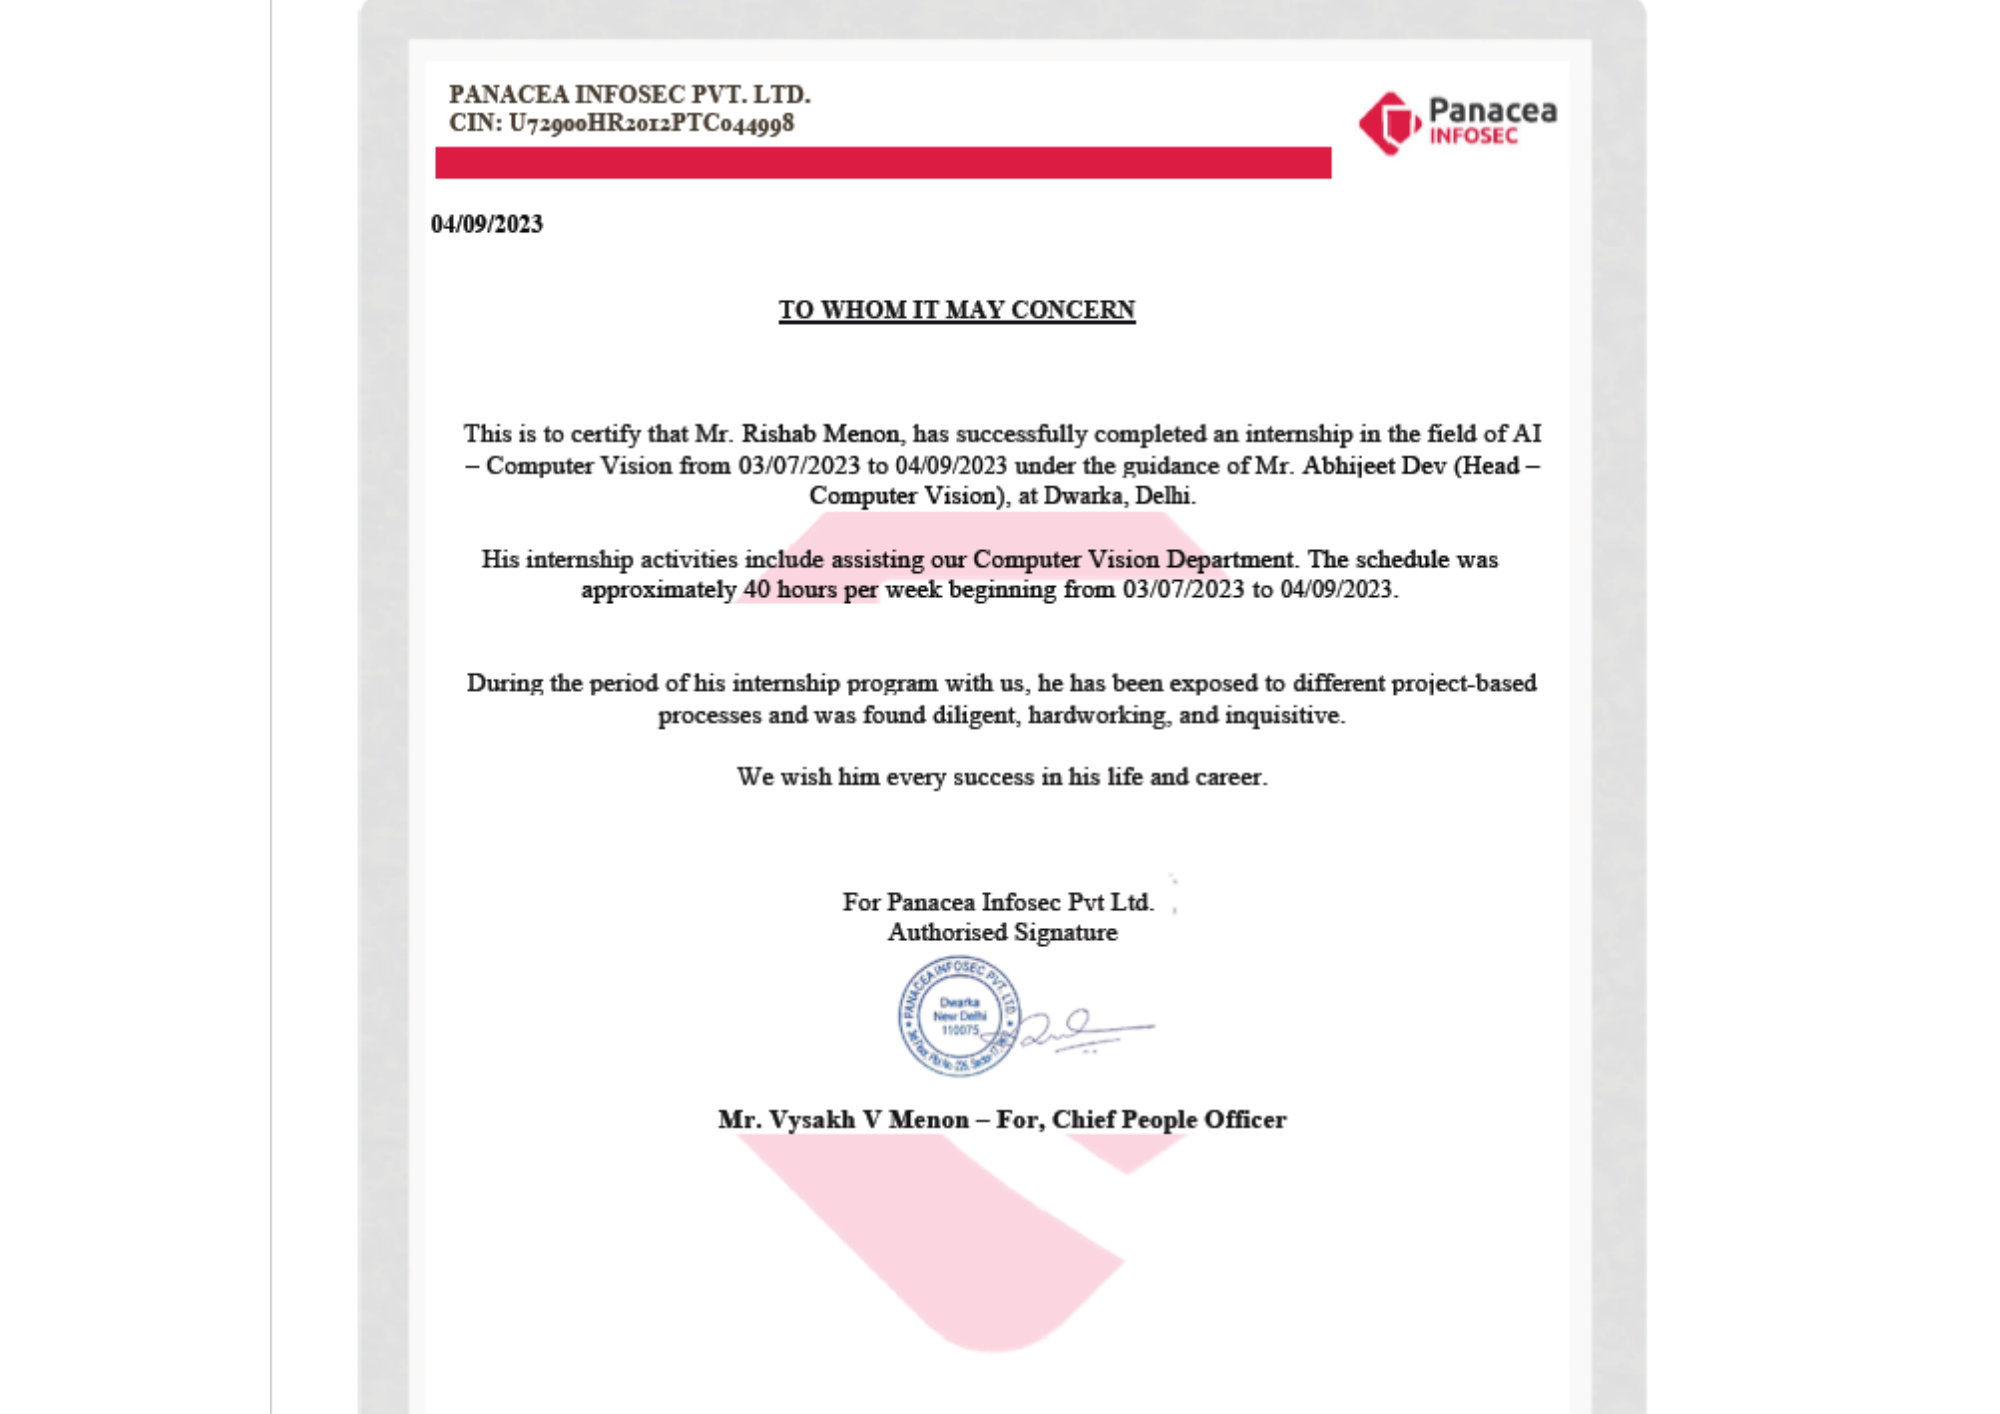 PANACEA INFOSEC PVT. LTD.
CIN: U72900HR2012PTC044998
Panacea
INFOSEC
04/09/2023
TO WHOM IT MAY CONCERN
This is to certify that Mr. Rishab Menon, has successfully completed an internship in the field of AI
– Computer Vision from 03/07/2023 to 04/09/2023 under the guidance of Mr. Abhijeet Dev (Head –
Computer Vision), at Dwarka, Delhi.
His internship activities include assisting our Computer Vision Department. The schedule was
approximately 40 hours per week beginning from 03/07/2023 to 04/09/2023.
During the period of his internship program with us, he has been exposed to different project-based
processes and was found diligent, hardworking, and inquisitive.
We wish him every success in his life and career.
For Panacea Infosec Pvt Ltd.
Authorised Signature
PANACEA INFOSEC PVT. LTD.
Dwarka
New Delhi
110075
Mr. Vysakh V Menon – For, Chief People Officer